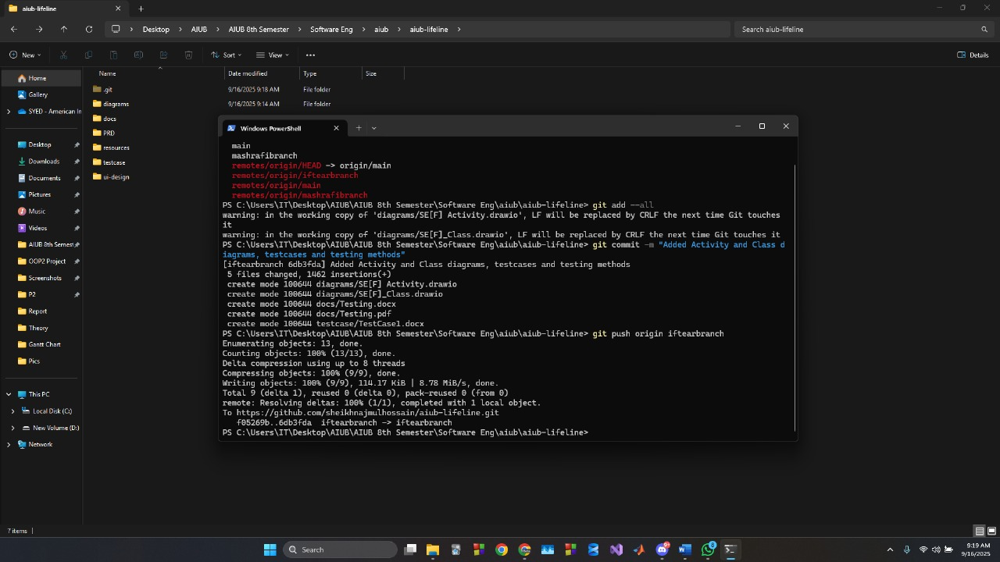 aiub-lifeline
Desktop
AIUB
AIUB 8th Semester
Software Eng
aiub
aiub-lifeline
Search aiub-lifeline
New
Sort
View
Details
Name
Date modified
Type
Size
Home
Gallery
SYED - American In
Desktop
Downloads
Documents
Pictures
Music
Videos
AIUB 8th Semest
OOP2 Project
Screenshots
P2
Report
Theory
Gantt Chart
Pics
This PC
Local Disk (C:)
New Volume (D:)
Network
.git 9/16/2025 9:18 AM File folder
diagrams 9/16/2025 9:14 AM File folder
docs
PRD
resources
testcase
ui-design
Windows PowerShell
main
mashrafibranch
remotes/origin/HEAD -> origin/main
remotes/origin/iftearbranch
remotes/origin/main
remotes/origin/mashrafibranch
PS C:\Users\IT\Desktop\AIUB\AIUB 8th Semester\Software Eng\aiub\aiub-lifeline> git add --all
warning: in the working copy of 'diagrams/SE[F] Activity.drawio', LF will be replaced by CRLF the next time Git touches
it
warning: in the working copy of 'diagrams/SE[F]_Class.drawio', LF will be replaced by CRLF the next time Git touches it
PS C:\Users\IT\Desktop\AIUB\AIUB 8th Semester\Software Eng\aiub\aiub-lifeline> git commit -m "Added Activity and Class d
iagrams, testcases and testing methods"
[iftearbranch 6db3fda] Added Activity and Class diagrams, testcases and testing methods
5 files changed, 1462 insertions(+)
create mode 100644 diagrams/SE[F] Activity.drawio
create mode 100644 diagrams/SE[F]_Class.drawio
create mode 100644 docs/Testing.docx
create mode 100644 docs/Testing.pdf
create mode 100644 testcase/TestCase1.docx
PS C:\Users\IT\Desktop\AIUB\AIUB 8th Semester\Software Eng\aiub\aiub-lifeline> git push origin iftearbranch
Enumerating objects: 13, done.
Counting objects: 100% (13/13), done.
Delta compression using up to 8 threads
Compressing objects: 100% (9/9), done.
Writing objects: 100% (9/9), 114.17 KiB | 8.78 MiB/s, done.
Total 9 (delta 1), reused 0 (delta 0), pack-reused 0 (from 0)
remote: Resolving deltas: 100% (1/1), completed with 1 local object.
To https://github.com/sheikhnajmulhossain/aiub-lifeline.git
f05269b..6db3fda iftearbranch -> iftearbranch
PS C:\Users\IT\Desktop\AIUB\AIUB 8th Semester\Software Eng\aiub\aiub-lifeline>
7 items
Search
9:19 AM
9/16/2025